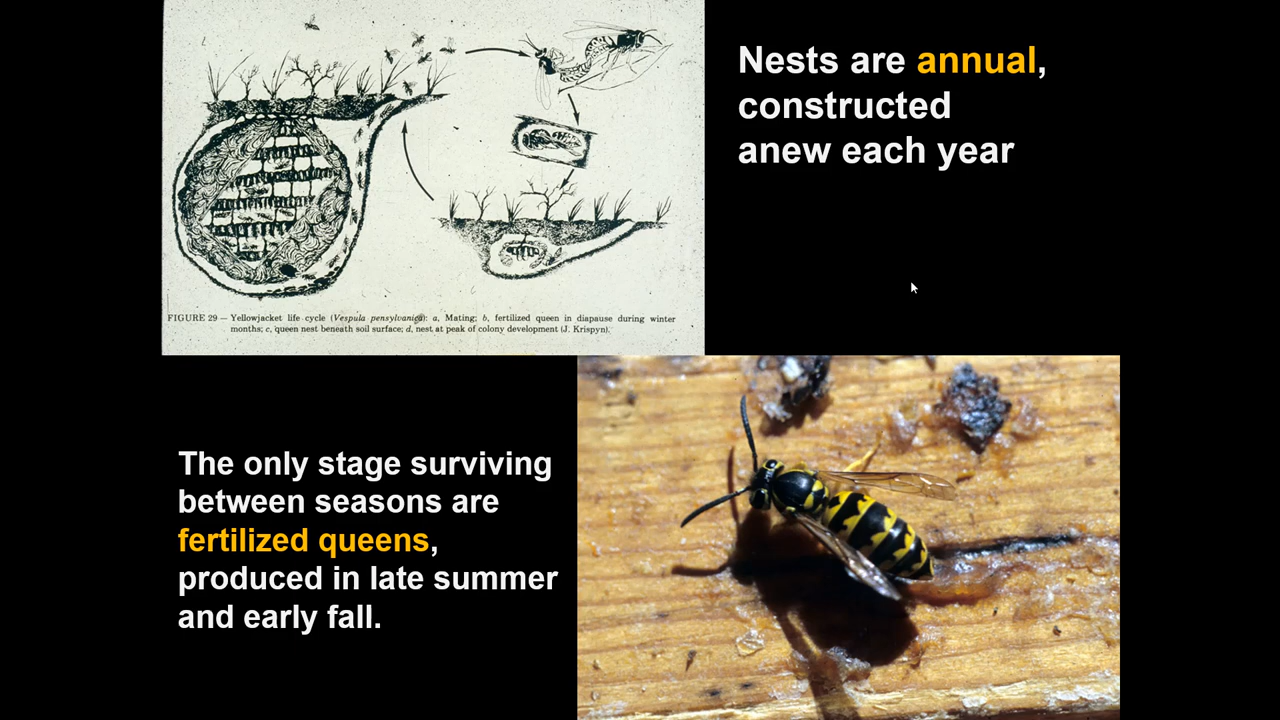 Nests are annual,
constructed
anew each year
FIGURE 29 — Yellowjacket life cycle (Vespula pensylvanica): a, Mating; b, fertilized queen in diapause during winter
months; c, queen nest beneath soil surface; d, nest at peak of colony development (J. Krispyn).
The only stage surviving
between seasons are
fertilized queens,
produced in late summer
and early fall.